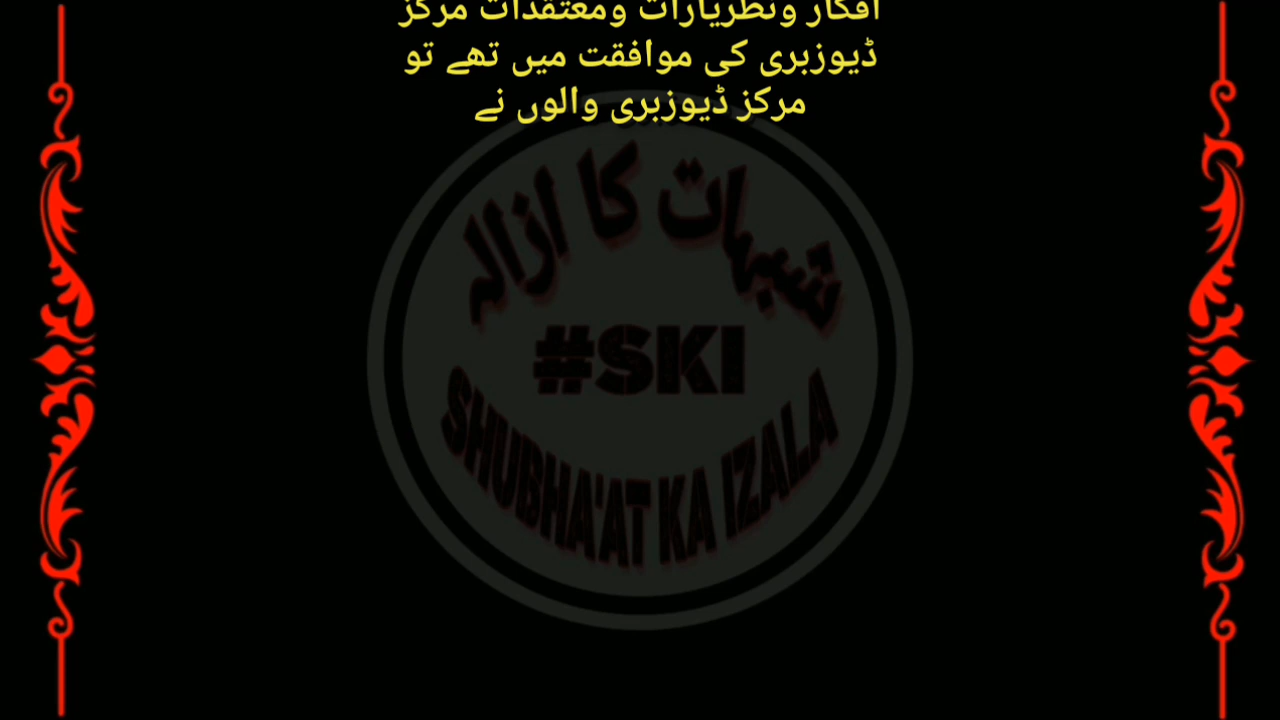 افکار ونظریارات ومعتقدات مرکز
ڈیوزبری کی موافقت میں تھے تو
مرکز ڈیوزبری والوں نے
شبہات کا ازالہ
#SKI
SHUBHA'AT KA IZALA